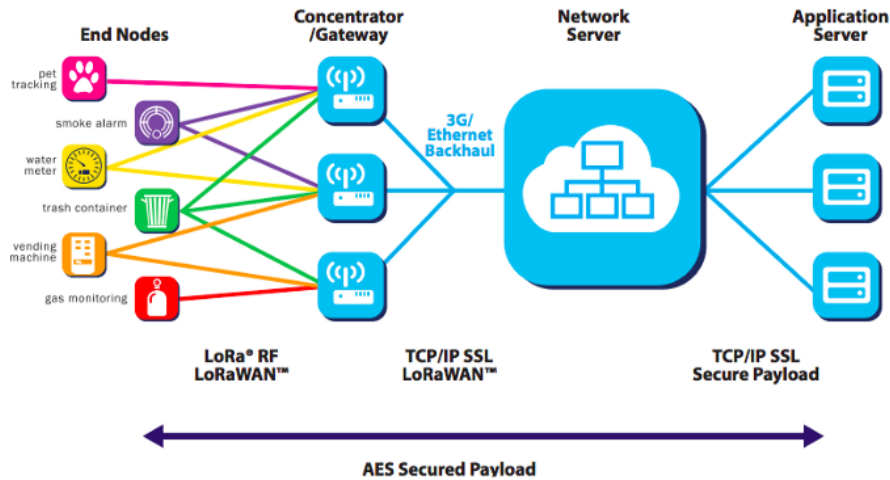 End Nodes
Concentrator
/Gateway
Network
Server
Application
Server
pet
tracking
smoke alarm
water
meter
trash container
vending
machine
gas monitoring
3G/
Ethernet
Backhaul
LoRa® RF
LoRaWAN™
TCP/IP SSL
LoRaWAN™
TCP/IP SSL
Secure Payload
AES Secured Payload